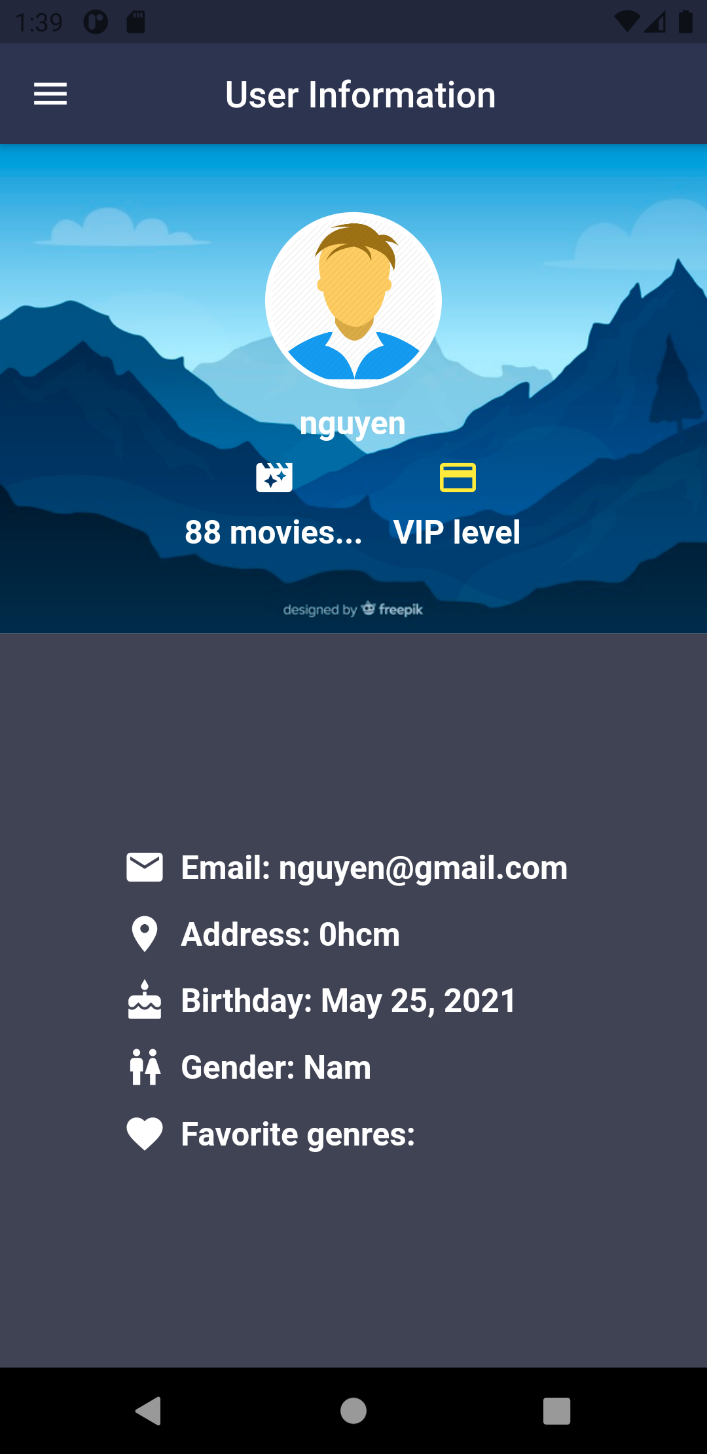 1:39
User Information
nguyen
88 movies... VIP level
designed by freepik
Email: nguyen@gmail.com
Address: 0hcm
Birthday: May 25, 2021
Gender: Nam
Favorite genres: